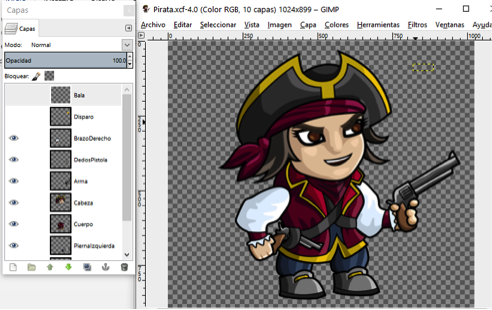 Capas
Capas
Modo: Normal
Opacidad 100.0
Bloquear:
Bala
Disparo
BrazoDerecho
DedosPistola
Arma
Cabeza
Cuerpo
PiernaIzquierda
Pirata.xcf-4.0 (Color RGB, 10 capas) 1024x899 – GIMP
Archivo Editar Seleccionar Vista Imagen Capa Colores Herramientas Filtros Ventanas Ayuda
0 250 500 750 1000